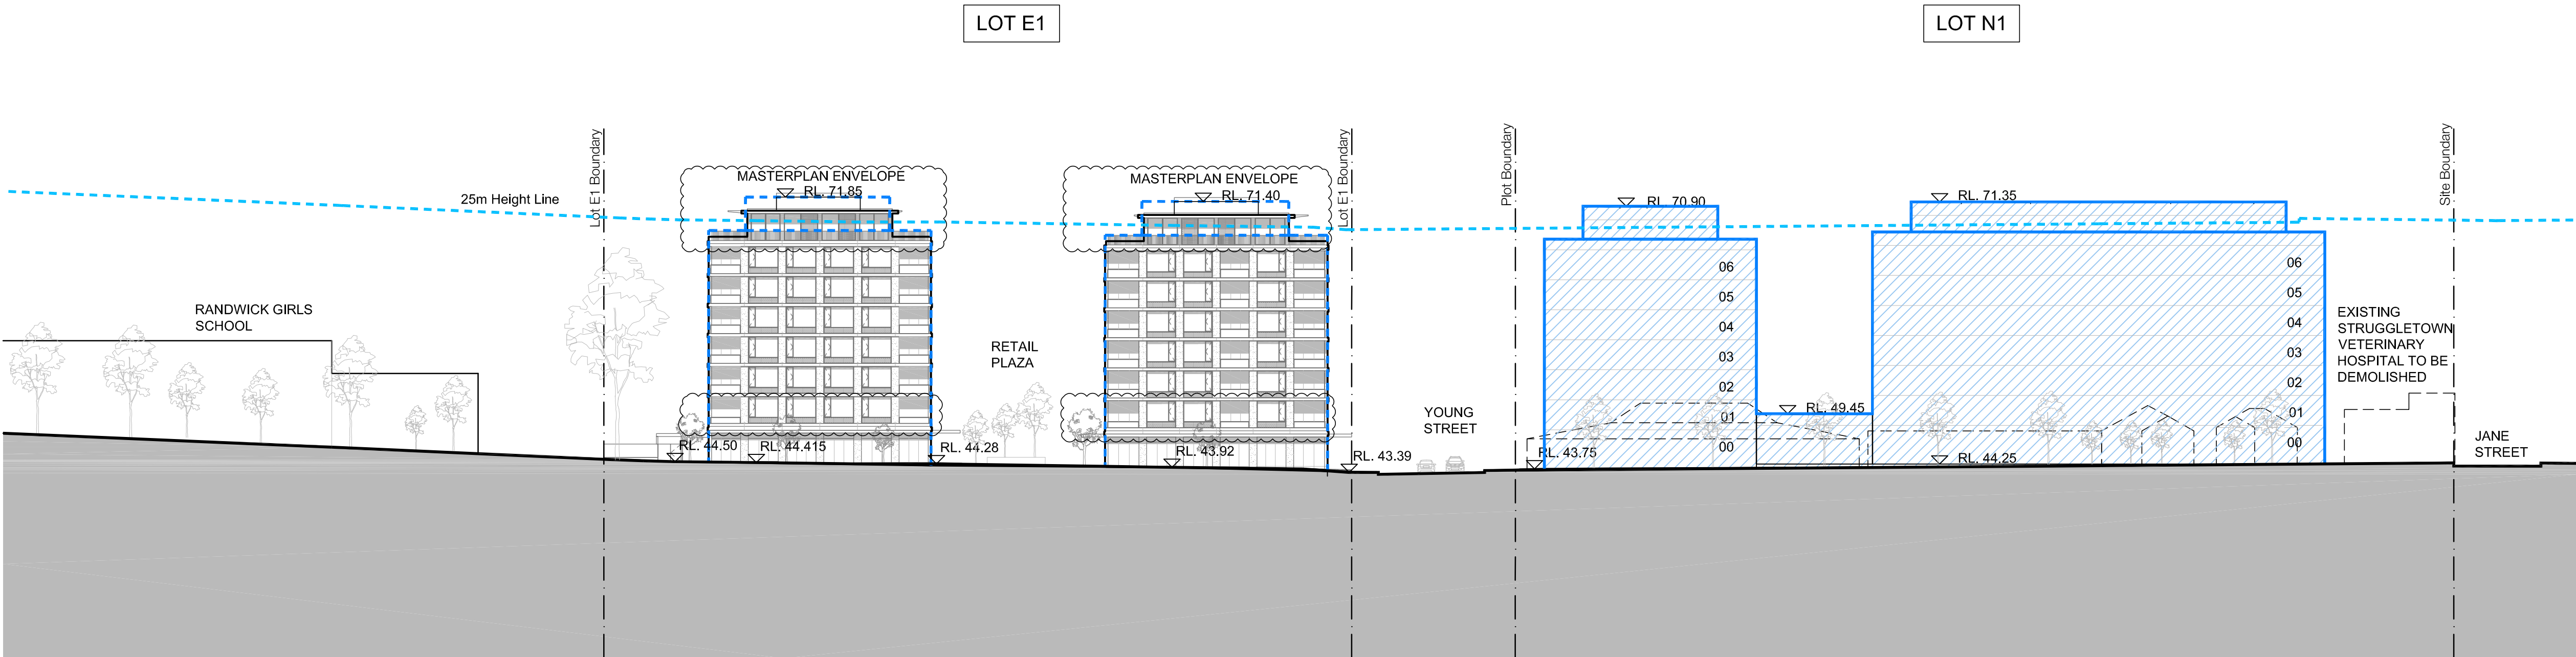 LOT E1
LOT N1
Lot E1 Boundary
Lot E1 Boundary
Plot Boundary
Site Boundary
25m Height Line
MASTERPLAN ENVELOPE
RL. 71.85
MASTERPLAN ENVELOPE
RL. 71.40
RL. 70.90
RL. 71.35
RANDWICK GIRLS
SCHOOL
RETAIL
PLAZA
YOUNG
STREET
06
05
04
03
02
01
00
RL. 49.45
06
05
04
03
02
01
00
EXISTING
STRUGGLETOWN
VETERINARY
HOSPITAL TO BE
DEMOLISHED
JANE
STREET
RL. 44.50
RL. 44.415
RL. 44.28
RL. 43.92
RL. 43.39
RL. 43.75
RL. 44.25